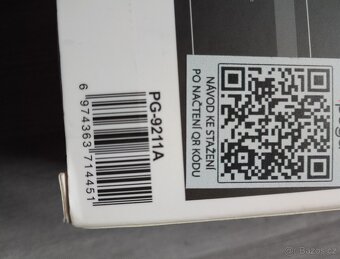 PG-9211A
6 974363 714451
NÁVOD KE STAŽENÍ
PO NAČTENÍ QR KÓDU
Bazos.cz